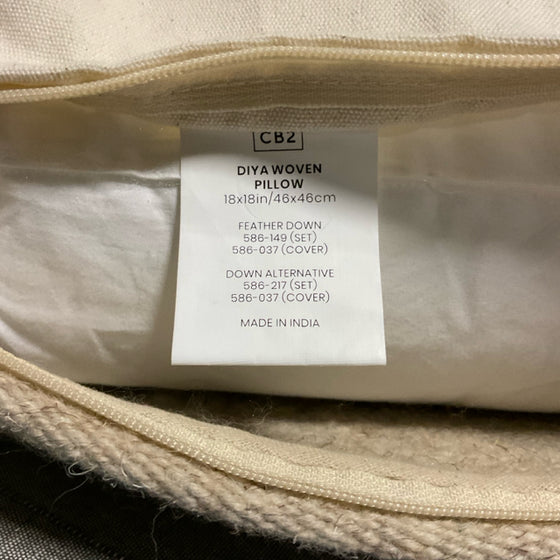 CB2
DIYA WOVEN
PILLOW
18x18in/46x46cm
FEATHER DOWN
586-149 (SET)
586-037 (COVER)
DOWN ALTERNATIVE
586-217 (SET)
586-037 (COVER)
MADE IN INDIA